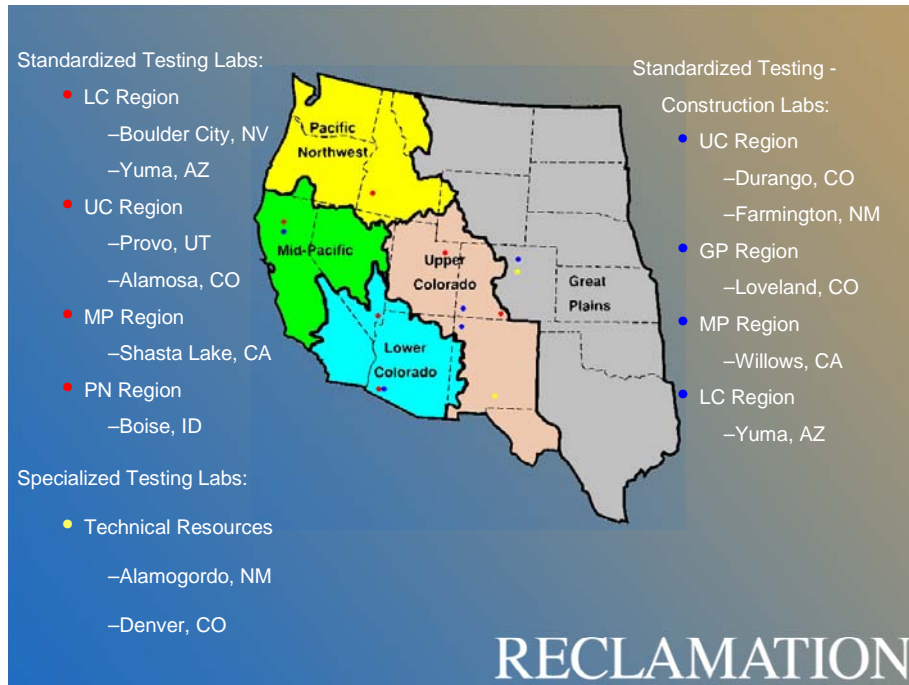 Standardized Testing Labs:
• LC Region
–Boulder City, NV
–Yuma, AZ
• UC Region
–Provo, UT
–Alamosa, CO
• MP Region
–Shasta Lake, CA
• PN Region
–Boise, ID
Specialized Testing Labs:
• Technical Resources
–Alamogordo, NM
–Denver, CO
Pacific
Northwest
Mid-Pacific
Upper
Colorado
Lower
Colorado
Great
Plains
Standardized Testing -
Construction Labs:
• UC Region
–Durango, CO
–Farmington, NM
• GP Region
–Loveland, CO
• MP Region
–Willows, CA
• LC Region
–Yuma, AZ
RECLAMATION